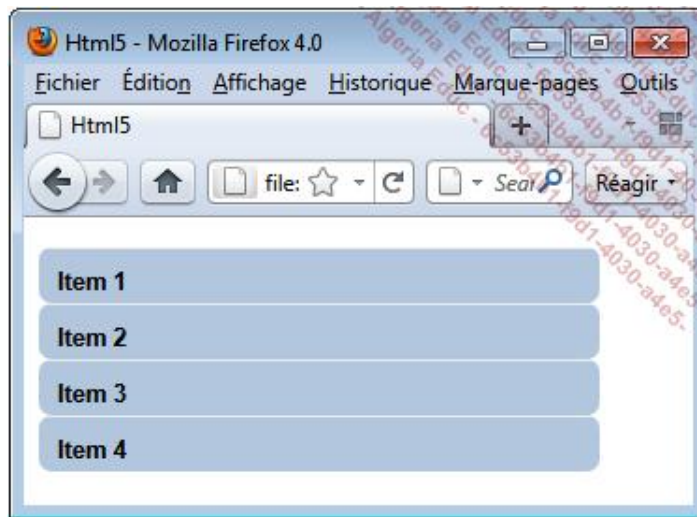 Html5 - Mozilla Firefox 4.0
Fichier Édition Affichage Historique Marque-pages Outils
Html5
file: Réagir
Item 1
Item 2
Item 3
Item 4